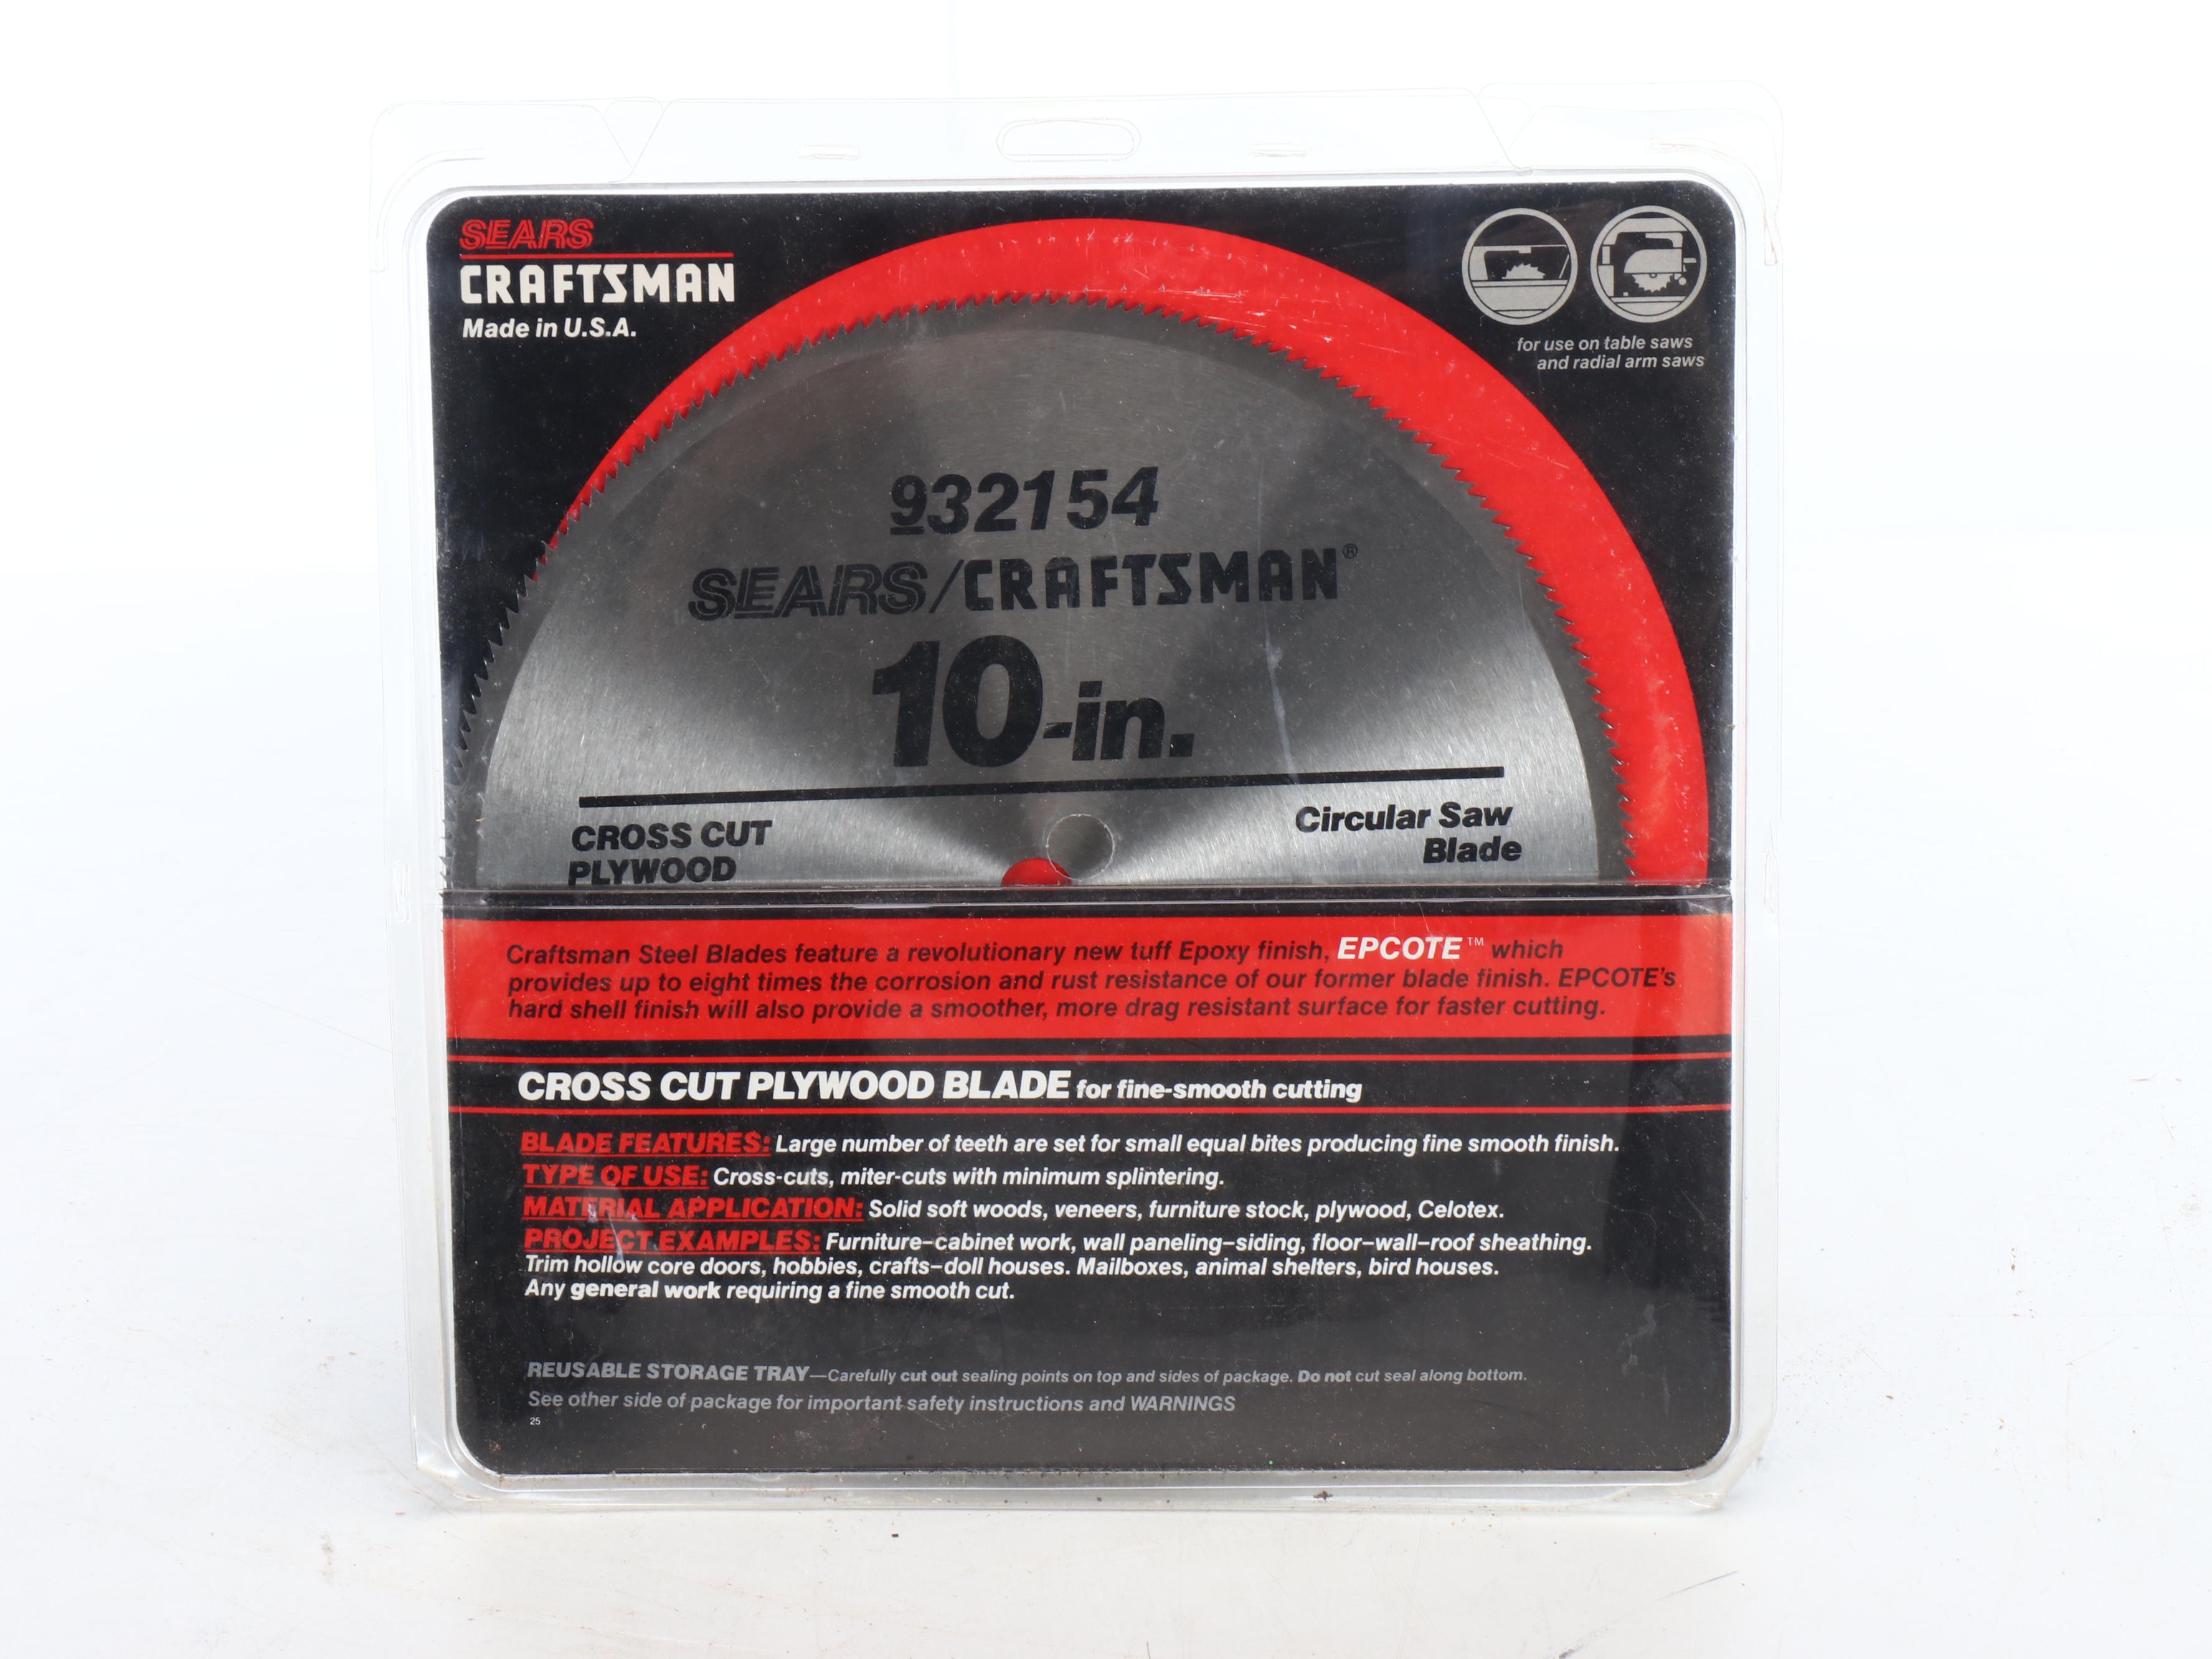 SEARS
CRAFTSMAN
Made in U.S.A.
for use on table saws
and radial arm saws
932154
SEARS/CRAFTSMAN®
10-in.
CROSS CUT
PLYWOOD
Circular Saw
Blade
Craftsman Steel Blades feature a revolutionary new tuff Epoxy finish, EPCOTE™ which
provides up to eight times the corrosion and rust resistance of our former blade finish. EPCOTE's
hard shell finish will also provide a smoother, more drag resistant surface for faster cutting.
CROSS CUT PLYWOOD BLADE for fine-smooth cutting
BLADE FEATURES: Large number of teeth are set for small equal bites producing fine smooth finish.
TYPE OF USE: Cross-cuts, miter-cuts with minimum splintering.
MATERIAL APPLICATION: Solid soft woods, veneers, furniture stock, plywood, Celotex.
PROJECT EXAMPLES: Furniture–cabinet work, wall paneling–siding, floor–wall–roof sheathing.
Trim hollow core doors, hobbies, crafts–doll houses. Mailboxes, animal shelters, bird houses.
Any general work requiring a fine smooth cut.
REUSABLE STORAGE TRAY—Carefully cut out sealing points on top and sides of package. Do not cut seal along bottom.
See other side of package for important safety instructions and WARNINGS
25